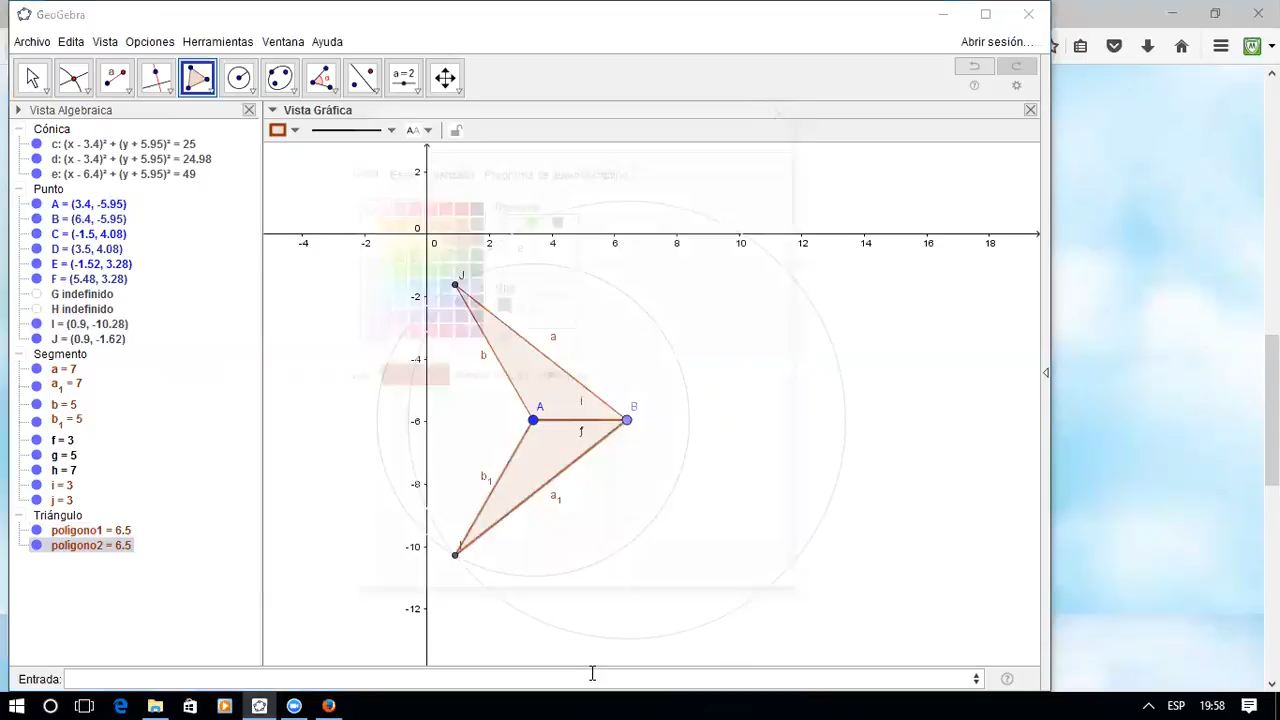 GeoGebra
Archivo Edita Vista Opciones Herramientas Ventana Ayuda
Abrir sesión...
a = 2
Vista Algebraica
Vista Gráfica
AA
Cónica
c: (x - 3.4)² + (y + 5.95)² = 25
d: (x - 3.4)² + (y + 5.95)² = 24.98
e: (x - 6.4)² + (y + 5.95)² = 49
Punto
A = (3.4, -5.95)
B = (6.4, -5.95)
C = (-1.5, 4.08)
D = (3.5, 4.08)
E = (-1.52, 3.28)
F = (5.48, 3.28)
G indefinido
H indefinido
I = (0.9, -10.28)
J = (0.9, -1.62)
Segmento
a = 7
a₁ = 7
b = 5
b₁ = 5
f = 3
g = 5
h = 7
i = 3
j = 3
Triángulo
polígono1 = 6.5
polígono2 = 6.5
2
0
-4 -2 0 2 4 6 8 10 12 14 16 18
-2
-4
-6
-8
-10
-12
e
J
a
b
i
A
B
f
b₁
a₁
Entrada:
ESP
19:58